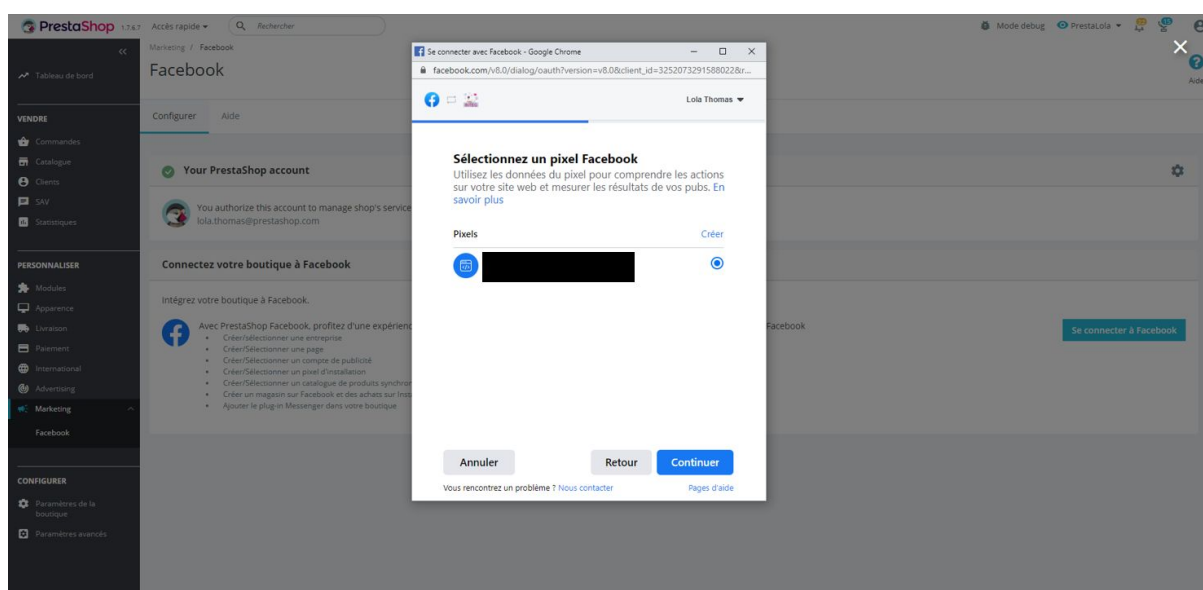 PrestaShop 1.7.6.7 Accès rapide Rechercher Mode debug PrestaLola
Marketing / Facebook
Facebook
Aide
Configurer Aide
Tableau de bord
VENDRE
Commandes
Catalogue
Clients
SAV
Statistiques
PERSONNALISER
Modules
Apparence
Livraison
Paiement
International
Advertising
Marketing
Facebook
CONFIGURER
Paramètres de la
boutique
Paramètres avancés
Your PrestaShop account
You authorize this account to manage shop's service
lola.thomas@prestashop.com
Connectez votre boutique à Facebook
Intégrez votre boutique à Facebook.
Avec PrestaShop Facebook, profitez d'une expérienc
Facebook
Créer/sélectionner une entreprise
Créer/Sélectionner une page
Créer/Sélectionner un compte de publicité
Créer/Sélectionner un pixel d'installation
Créer/Sélectionner un catalogue de produits synchror
Créer un magasin sur Facebook et des achats sur Inst
Ajouter le plug-in Messenger dans votre boutique
Se connecter à Facebook
Se connecter avec Facebook - Google Chrome
facebook.com/v8.0/dialog/oauth?version=v8.0&client_id=3252073291588022&r...
Lola Thomas
Sélectionnez un pixel Facebook
Utilisez les données du pixel pour comprendre les actions
sur votre site web et mesurer les résultats de vos pubs. En
savoir plus
Pixels Créer
Annuler Retour Continuer
Vous rencontrez un problème ? Nous contacter Pages d'aide